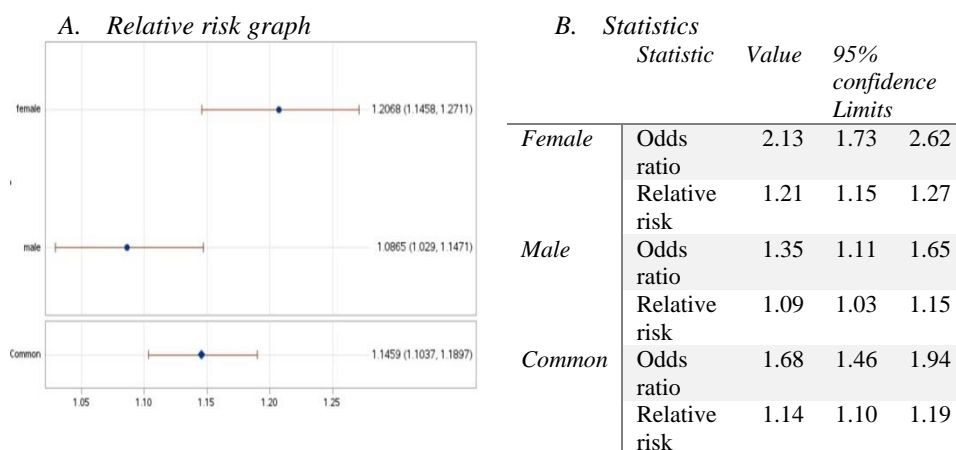 A. Relative risk graph
female
1.2068 (1.1458, 1.2711)
male
1.0865 (1.029, 1.1471)
Common
1.1459 (1.1037, 1.1897)
1.05 1.10 1.15 1.20 1.25
B. Statistics
Statistic Value 95%
confidence
Limits
Female Odds 2.13 1.73 2.62
ratio
Relative 1.21 1.15 1.27
risk
Male Odds 1.35 1.11 1.65
ratio
Relative 1.09 1.03 1.15
risk
Common Odds 1.68 1.46 1.94
ratio
Relative 1.14 1.10 1.19
risk